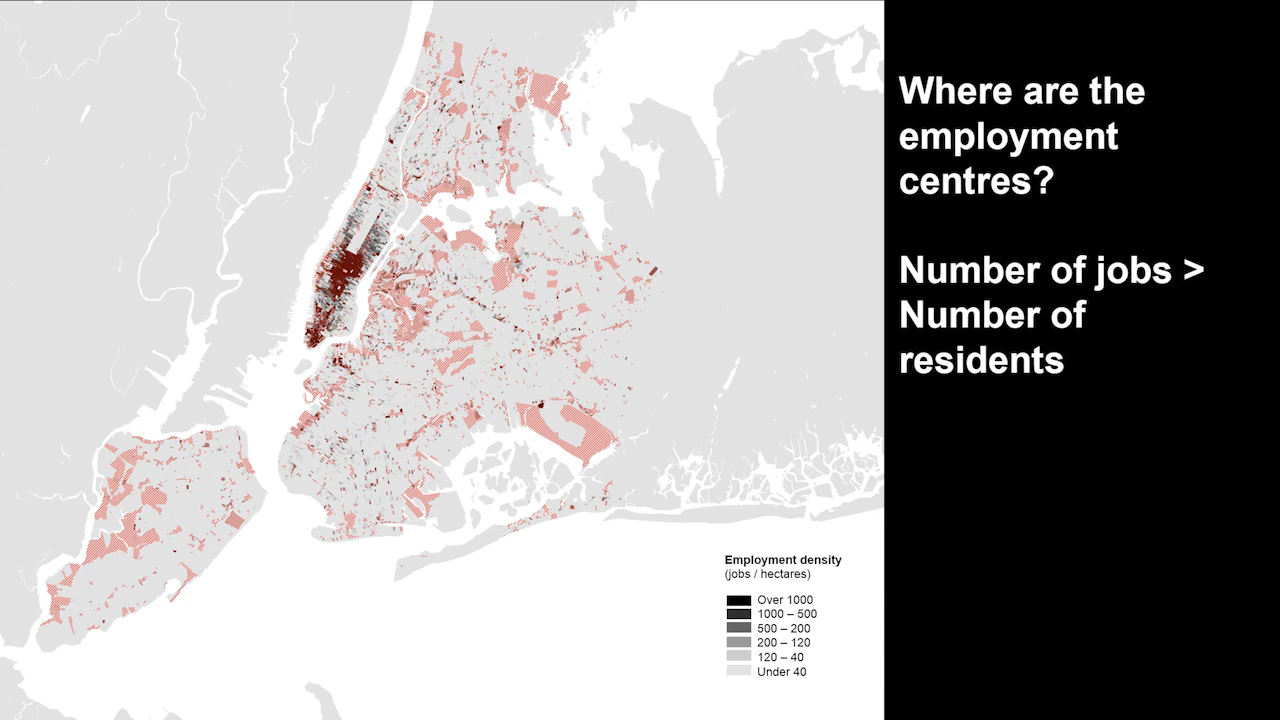 Where are the
employment
centres?
Number of jobs >
Number of
residents
Employment density
(jobs / hectares)
Over 1000
1000 – 500
500 – 200
200 – 120
120 – 40
Under 40